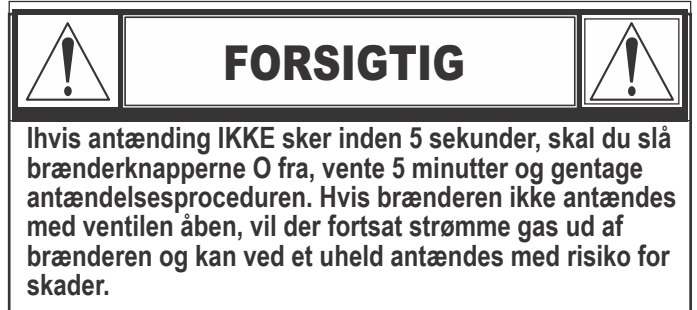 FORSIGTIG
Ihvis antænding IKKE sker inden 5 sekunder, skal du slå
brænderknapperne O fra, vente 5 minutter og gentage
antændelsesproceduren. Hvis brænderen ikke antændes
med ventilen åben, vil der fortsat strømme gas ud af
brænderen og kan ved et uheld antændes med risiko for
skader.